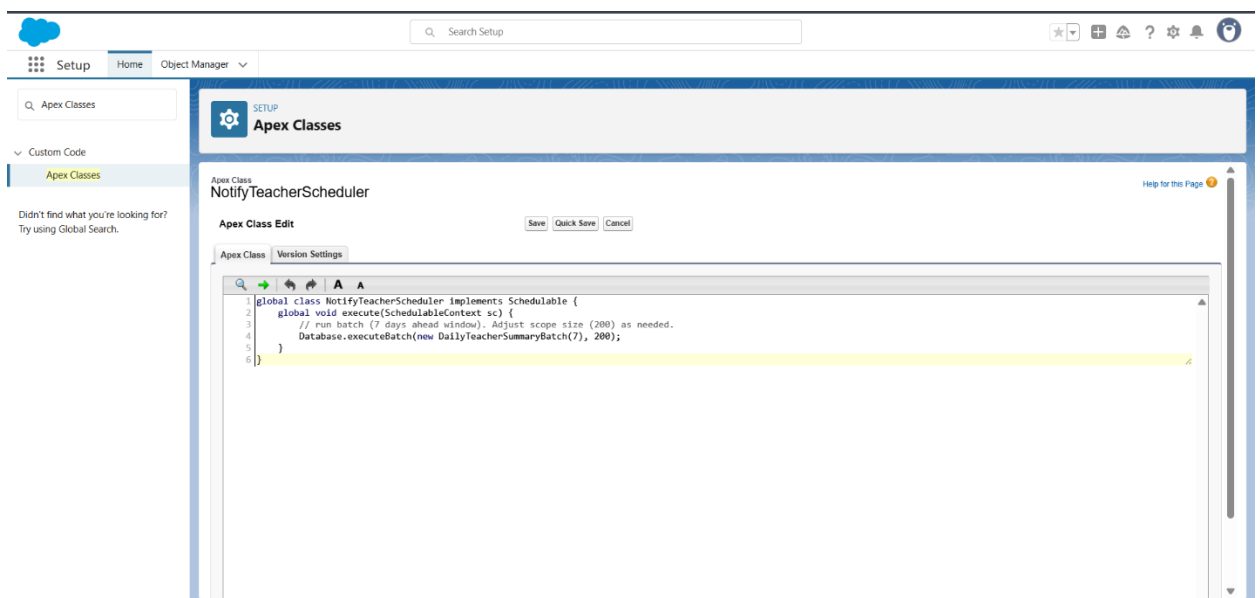 Search Setup
Setup
Home
Object Manager
Apex Classes
Custom Code
Apex Classes
Didn't find what you're looking for?
Try using Global Search.
SETUP
Apex Classes
Apex Class
NotifyTeacherScheduler
Help for this Page
Apex Class Edit
Save Quick Save Cancel
Apex Class Version Settings
A A
1 global class NotifyTeacherScheduler implements Schedulable {
2 global void execute(SchedulableContext sc) {
3 // run batch (7 days ahead window). Adjust scope size (200) as needed.
4 Database.executeBatch(new DailyTeacherSummaryBatch(7), 200);
5 }
6 }